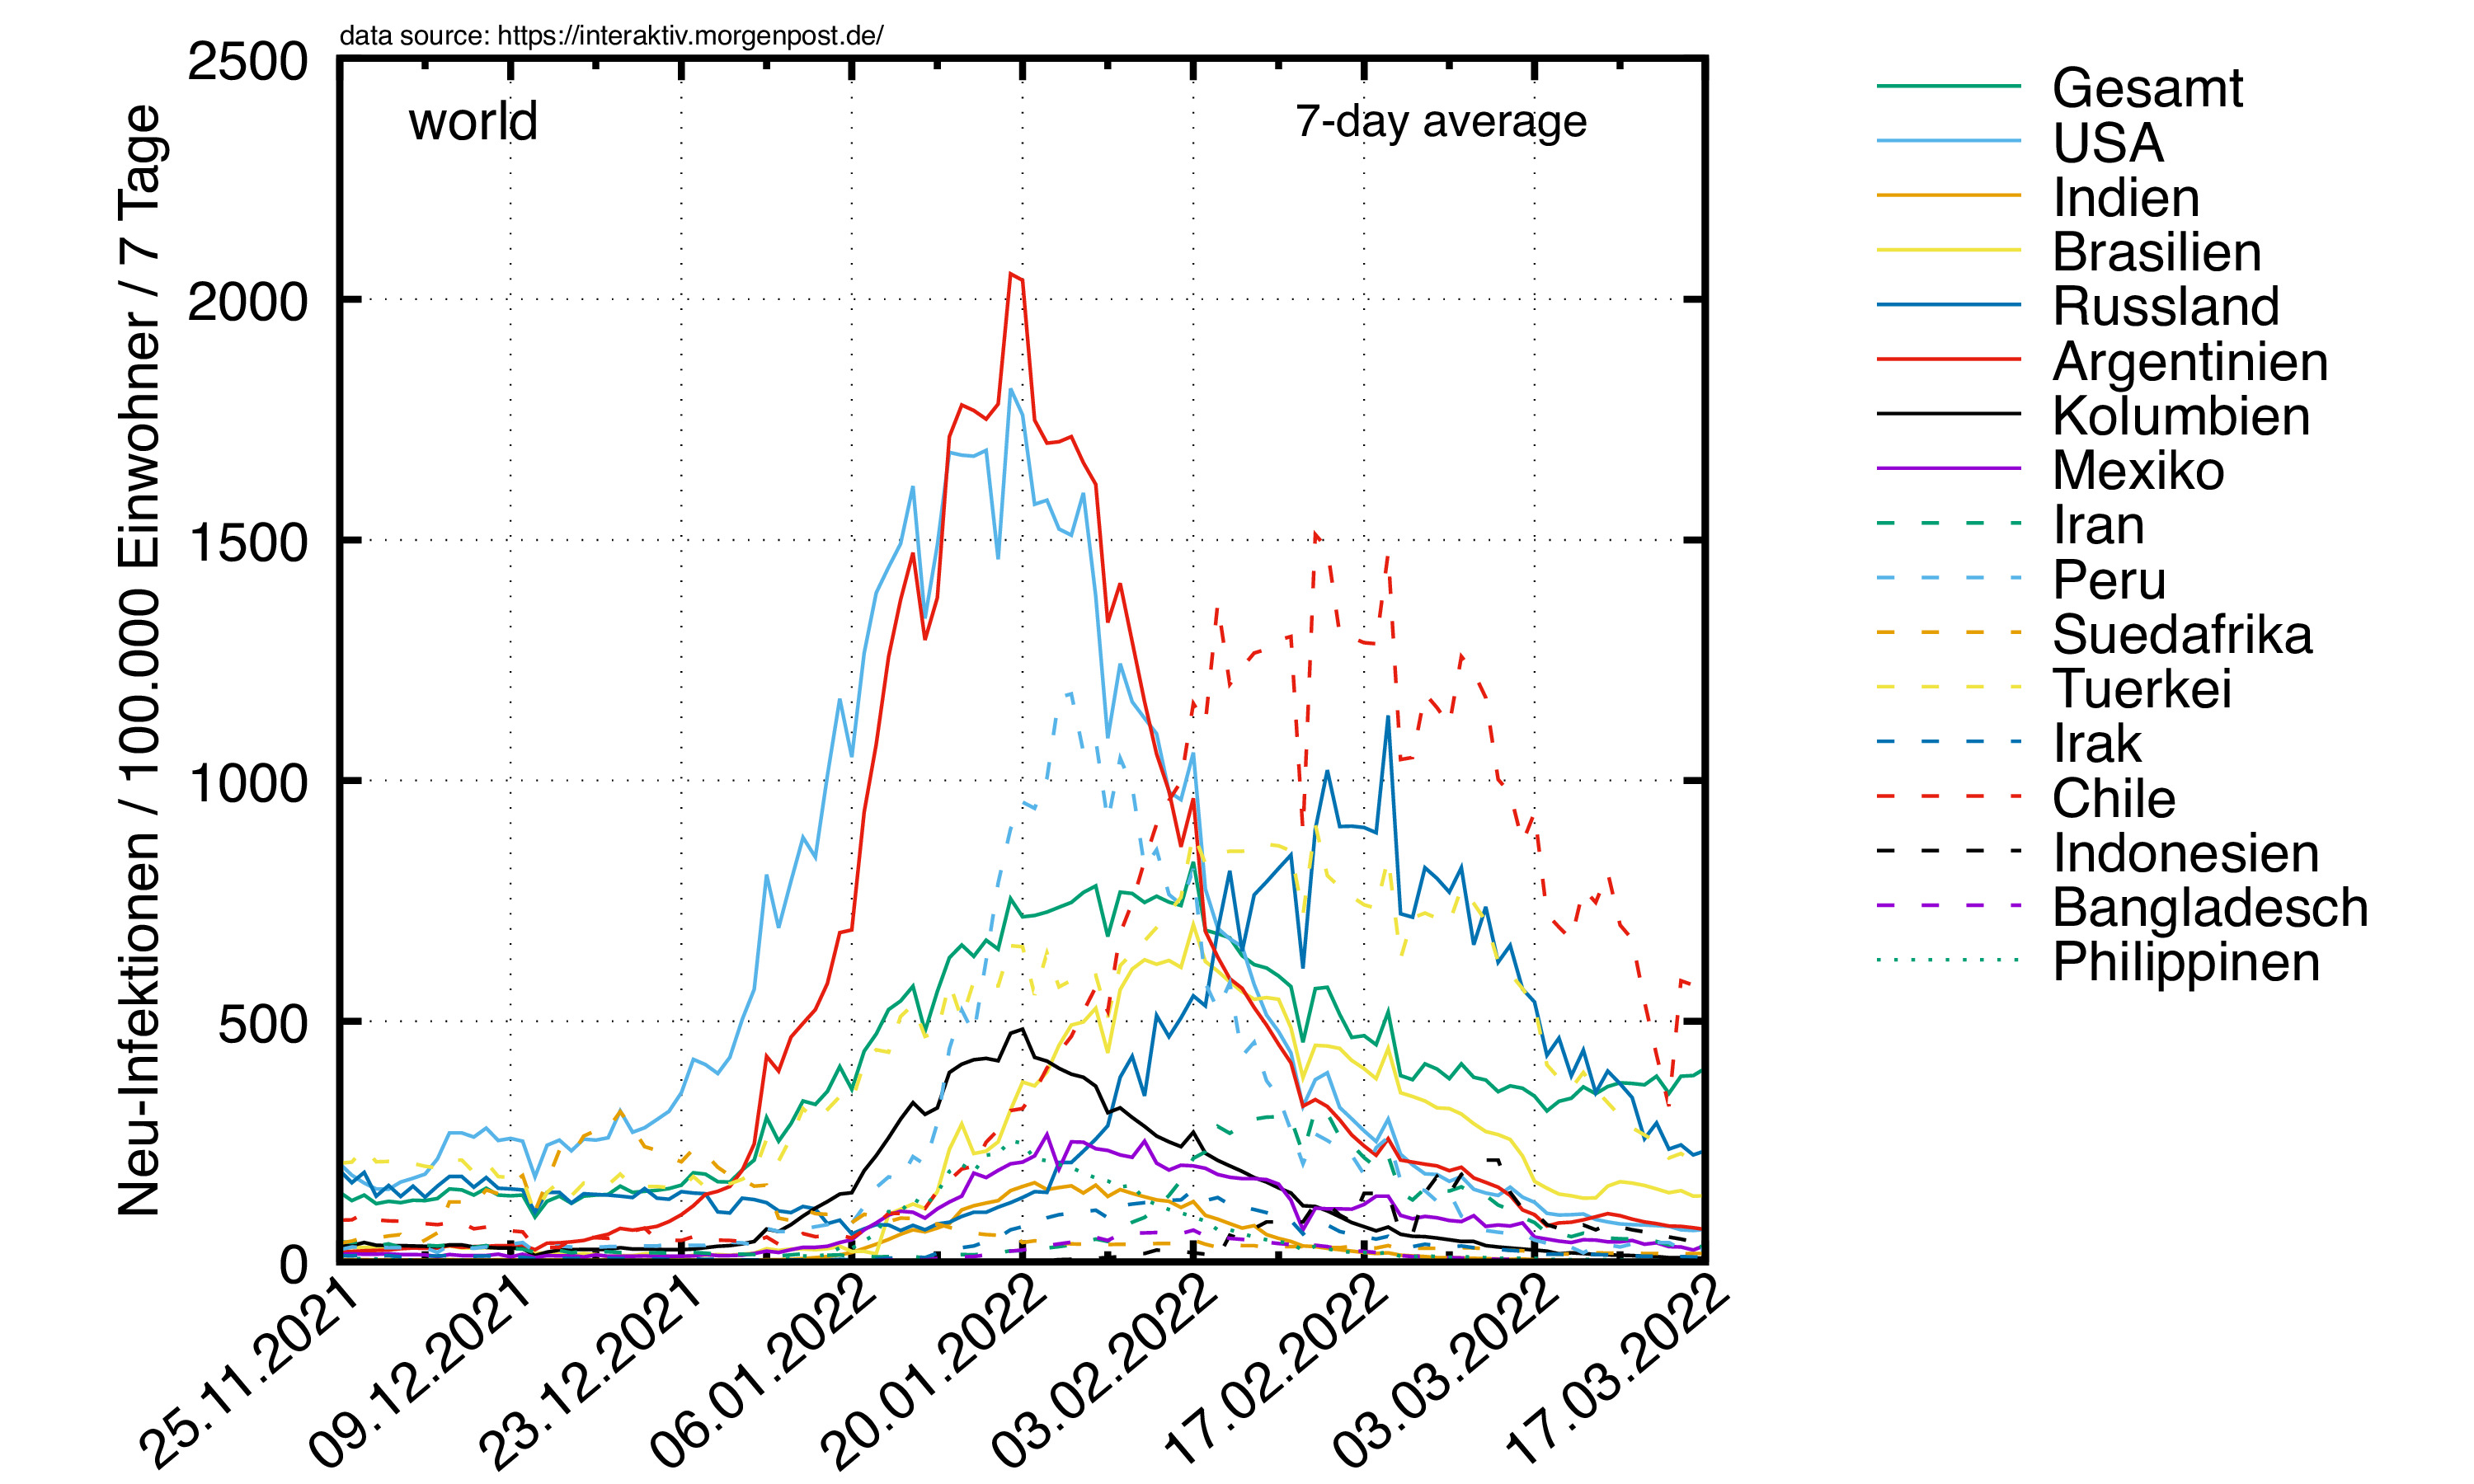 data source: https://interaktiv.morgenpost.de/
world
7-day average
Neu-Infektionen / 100.000 Einwohner / 7 Tage
2500
2000
1500
1000
500
0
25.11.2021
09.12.2021
23.12.2021
06.01.2022
20.01.2022
03.02.2022
17.02.2022
03.03.2022
17.03.2022
Gesamt
USA
Indien
Brasilien
Russland
Argentinien
Kolumbien
Mexiko
Iran
Peru
Suedafrika
Tuerkei
Irak
Chile
Indonesien
Bangladesch
Philippinen